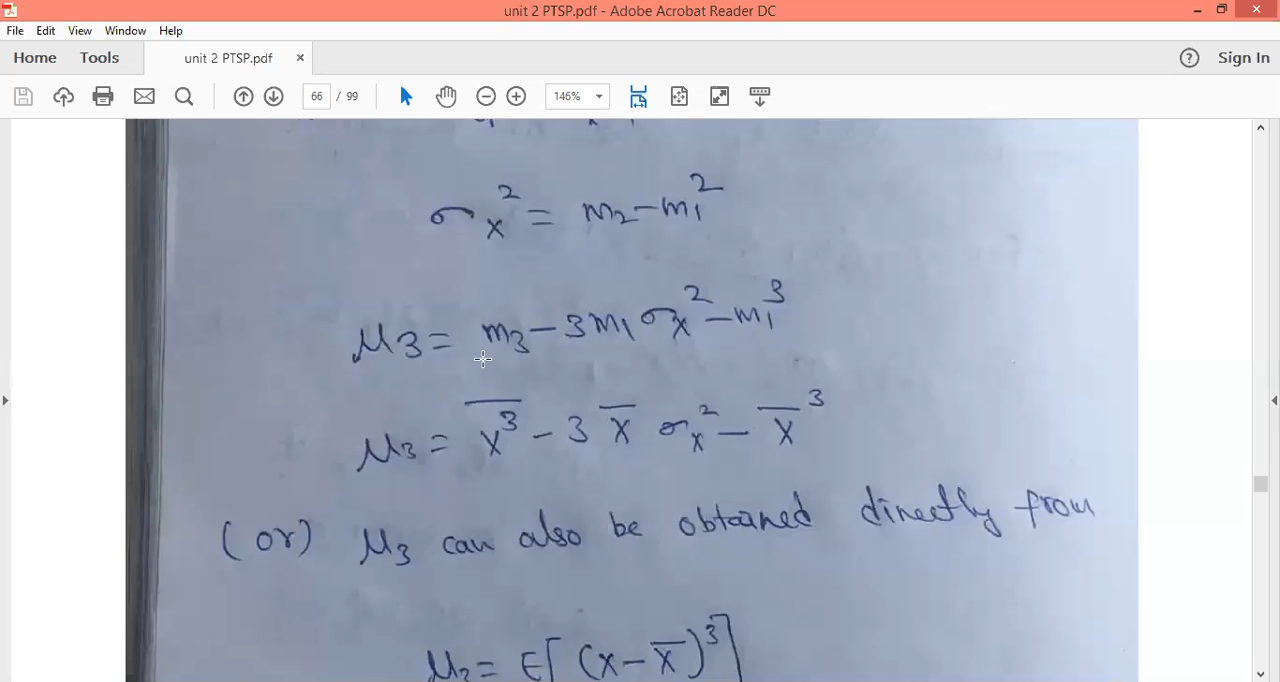 unit 2 PTSP.pdf - Adobe Acrobat Reader DC
File Edit View Window Help
Home Tools unit 2 PTSP.pdf × Sign In
66 / 99 146%
σx² = m2 - m1²
μ3 = m3 - 3m1 σx² - m1³
μ3 = x̅³̅ - 3 x̅ σx² - x̅³
(or) μ3 can also be obtained directly from
μ3 = E[(x - x̅)³]